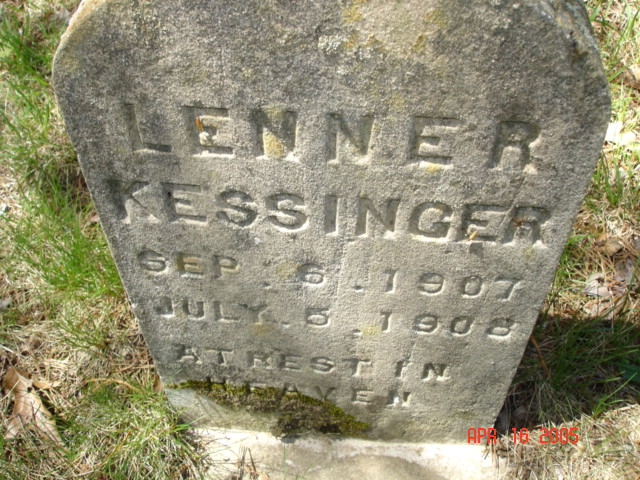 LENNER
KESSINGER
SEP. 6. 1907
JULY. 5. 1908
AT REST IN
HEAVEN
APR 16 2005